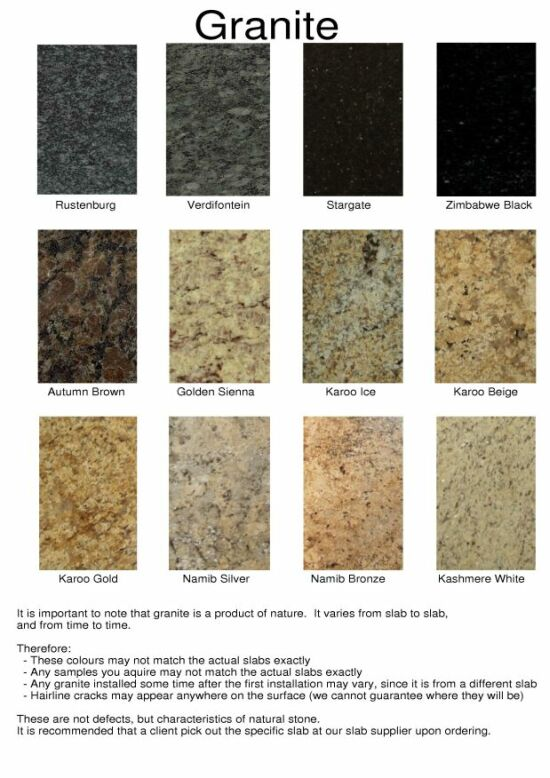 Granite
Rustenburg Verdifontein Stargate Zimbabwe Black
Autumn Brown Golden Sienna Karoo Ice Karoo Beige
Karoo Gold Namib Silver Namib Bronze Kashmere White
It is important to note that granite is a product of nature. It varies from slab to slab,
and from time to time.
Therefore:
- These colours may not match the actual slabs exactly
- Any samples you aquire may not match the actual slabs exactly
- Any granite installed some time after the first installation may vary, since it is from a different slab
- Hairline cracks may appear anywhere on the surface (we cannot guarantee where they will be)
These are not defects, but characteristics of natural stone.
It is recommended that a client pick out the specific slab at our slab supplier upon ordering.